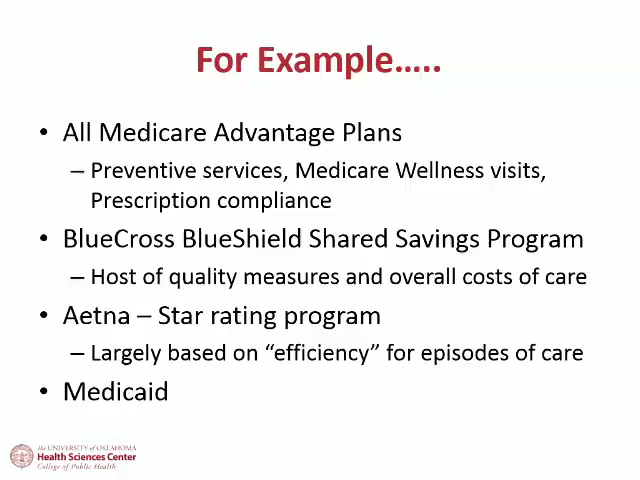 For Example…..
• All Medicare Advantage Plans
– Preventive services, Medicare Wellness visits,
Prescription compliance
• BlueCross BlueShield Shared Savings Program
– Host of quality measures and overall costs of care
• Aetna – Star rating program
– Largely based on “efficiency” for episodes of care
• Medicaid
the UNIVERSITY of OKLAHOMA
Health Sciences Center
College of Public Health